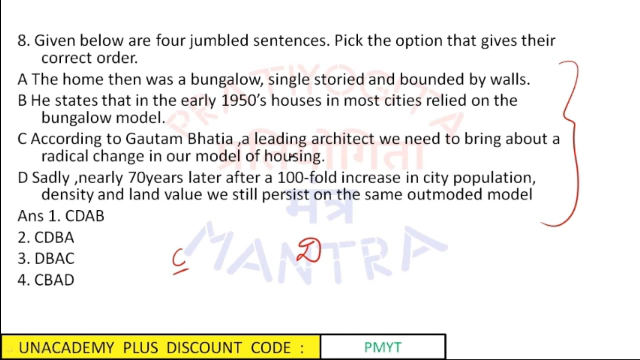 8. Given below are four jumbled sentences. Pick the option that gives their
correct order.
A The home then was a bungalow, single storied and bounded by walls.
B He states that in the early 1950's houses in most cities relied on the
bungalow model.
C According to Gautam Bhatia ,a leading architect we need to bring about a
radical change in our model of housing.
D Sadly ,nearly 70years later after a 100-fold increase in city population,
density and land value we still persist on the same outmoded model
Ans 1. CDAB
2. CDBA
3. DBAC
4. CBAD
C D
PRATIYOGITA
प्रतियोगिता
मंत्र
MANTRA
UNACADEMY PLUS DISCOUNT CODE : PMYT